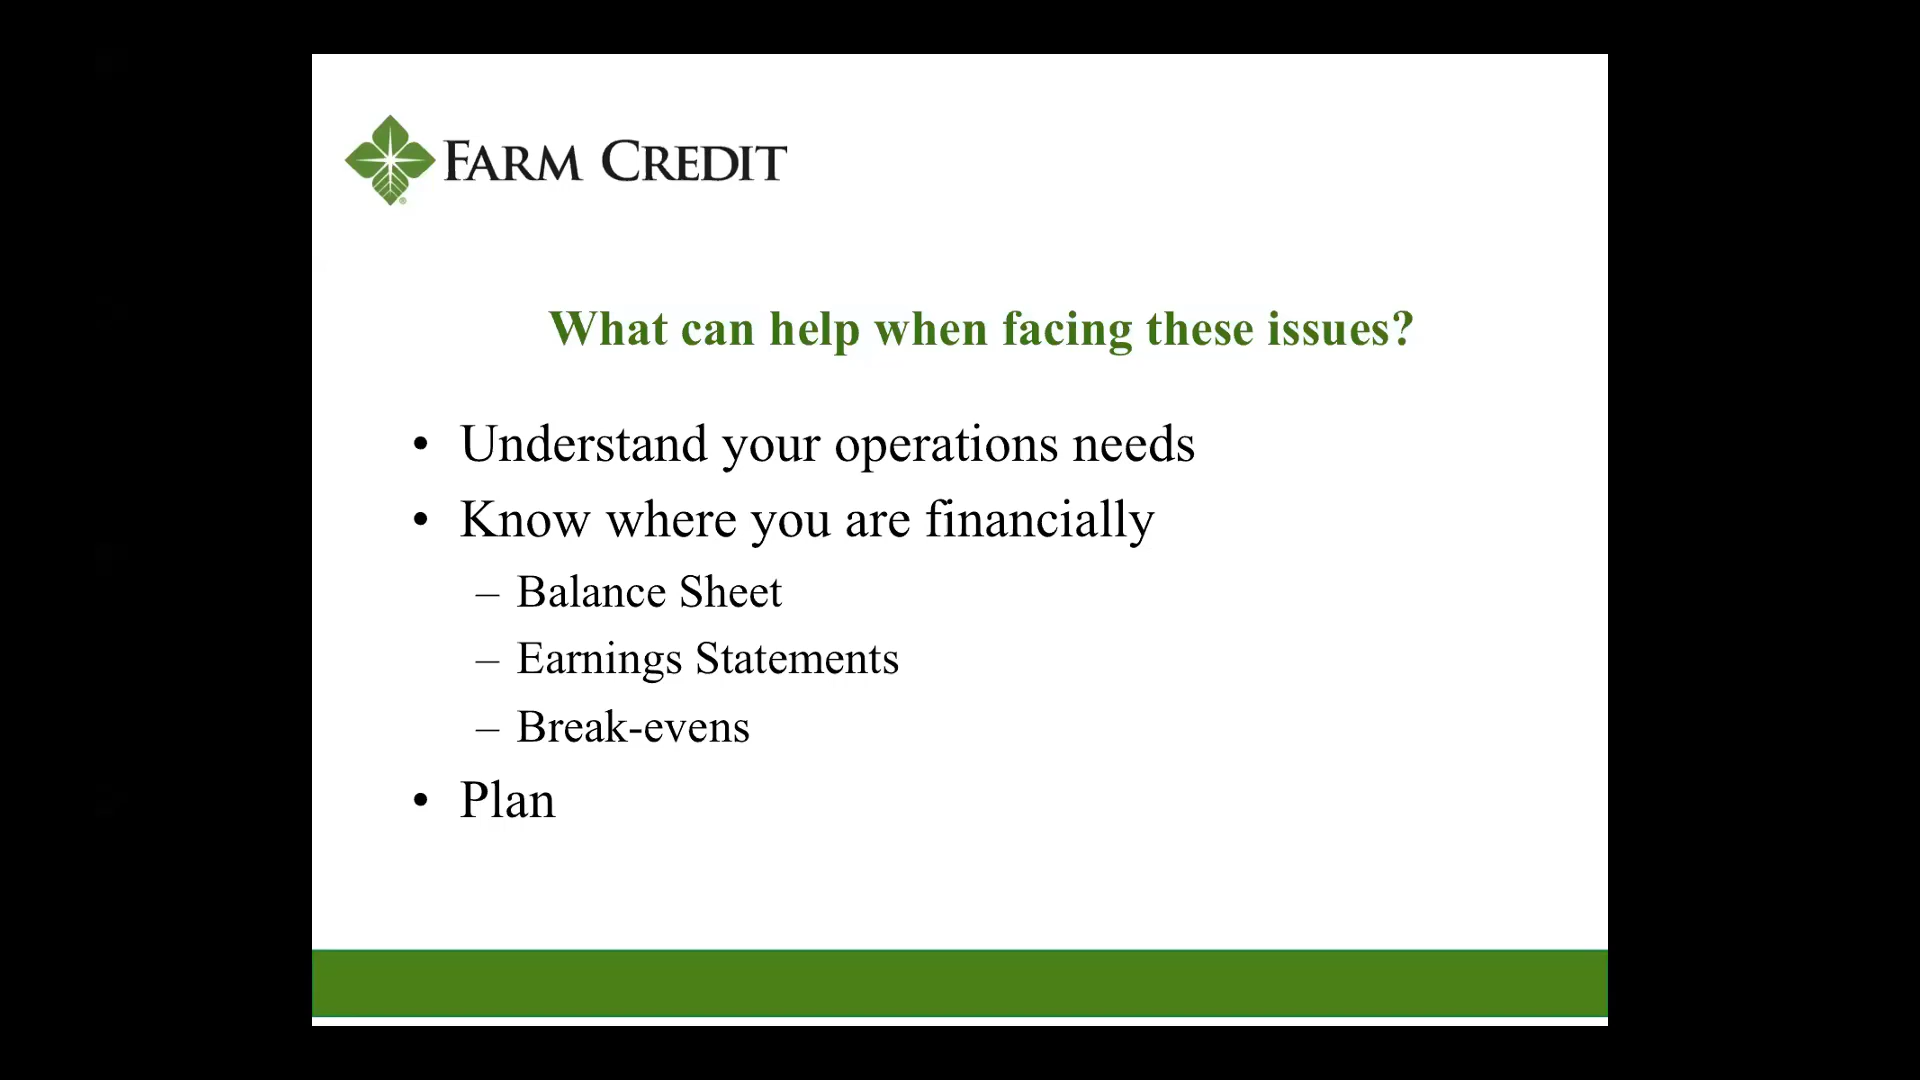 FARM CREDIT
What can help when facing these issues?
• Understand your operations needs
• Know where you are financially
– Balance Sheet
– Earnings Statements
– Break-evens
• Plan